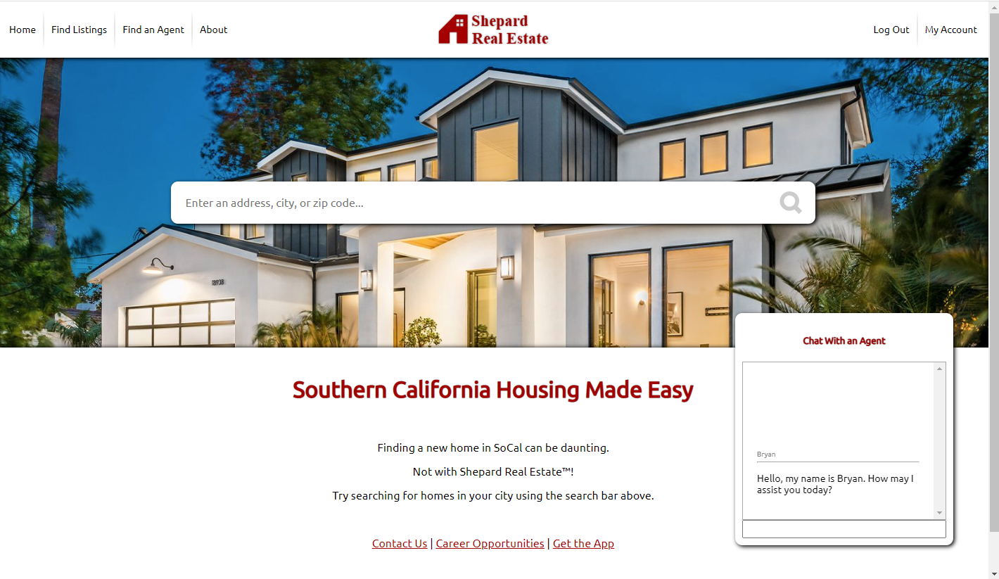 Home
Find Listings
Find an Agent
About
Shepard
Real Estate
Log Out
My Account
Enter an address, city, or zip code...
18938
Chat With an Agent
Bryan
Hello, my name is Bryan. How may I
assist you today?
Southern California Housing Made Easy
Finding a new home in SoCal can be daunting.
Not with Shepard Real Estate™!
Try searching for homes in your city using the search bar above.
Contact Us | Career Opportunities | Get the App